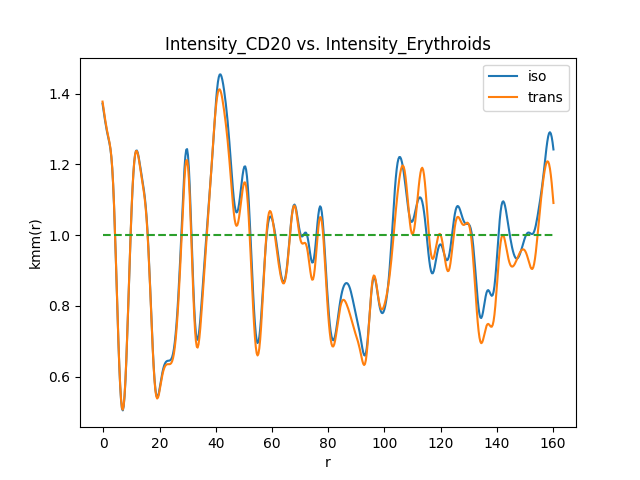 Intensity_CD20 vs. Intensity_Erythroids
iso
trans
kmm(r)
1.4
1.2
1.0
0.8
0.6
0 20 40 60 80 100 120 140 160
r